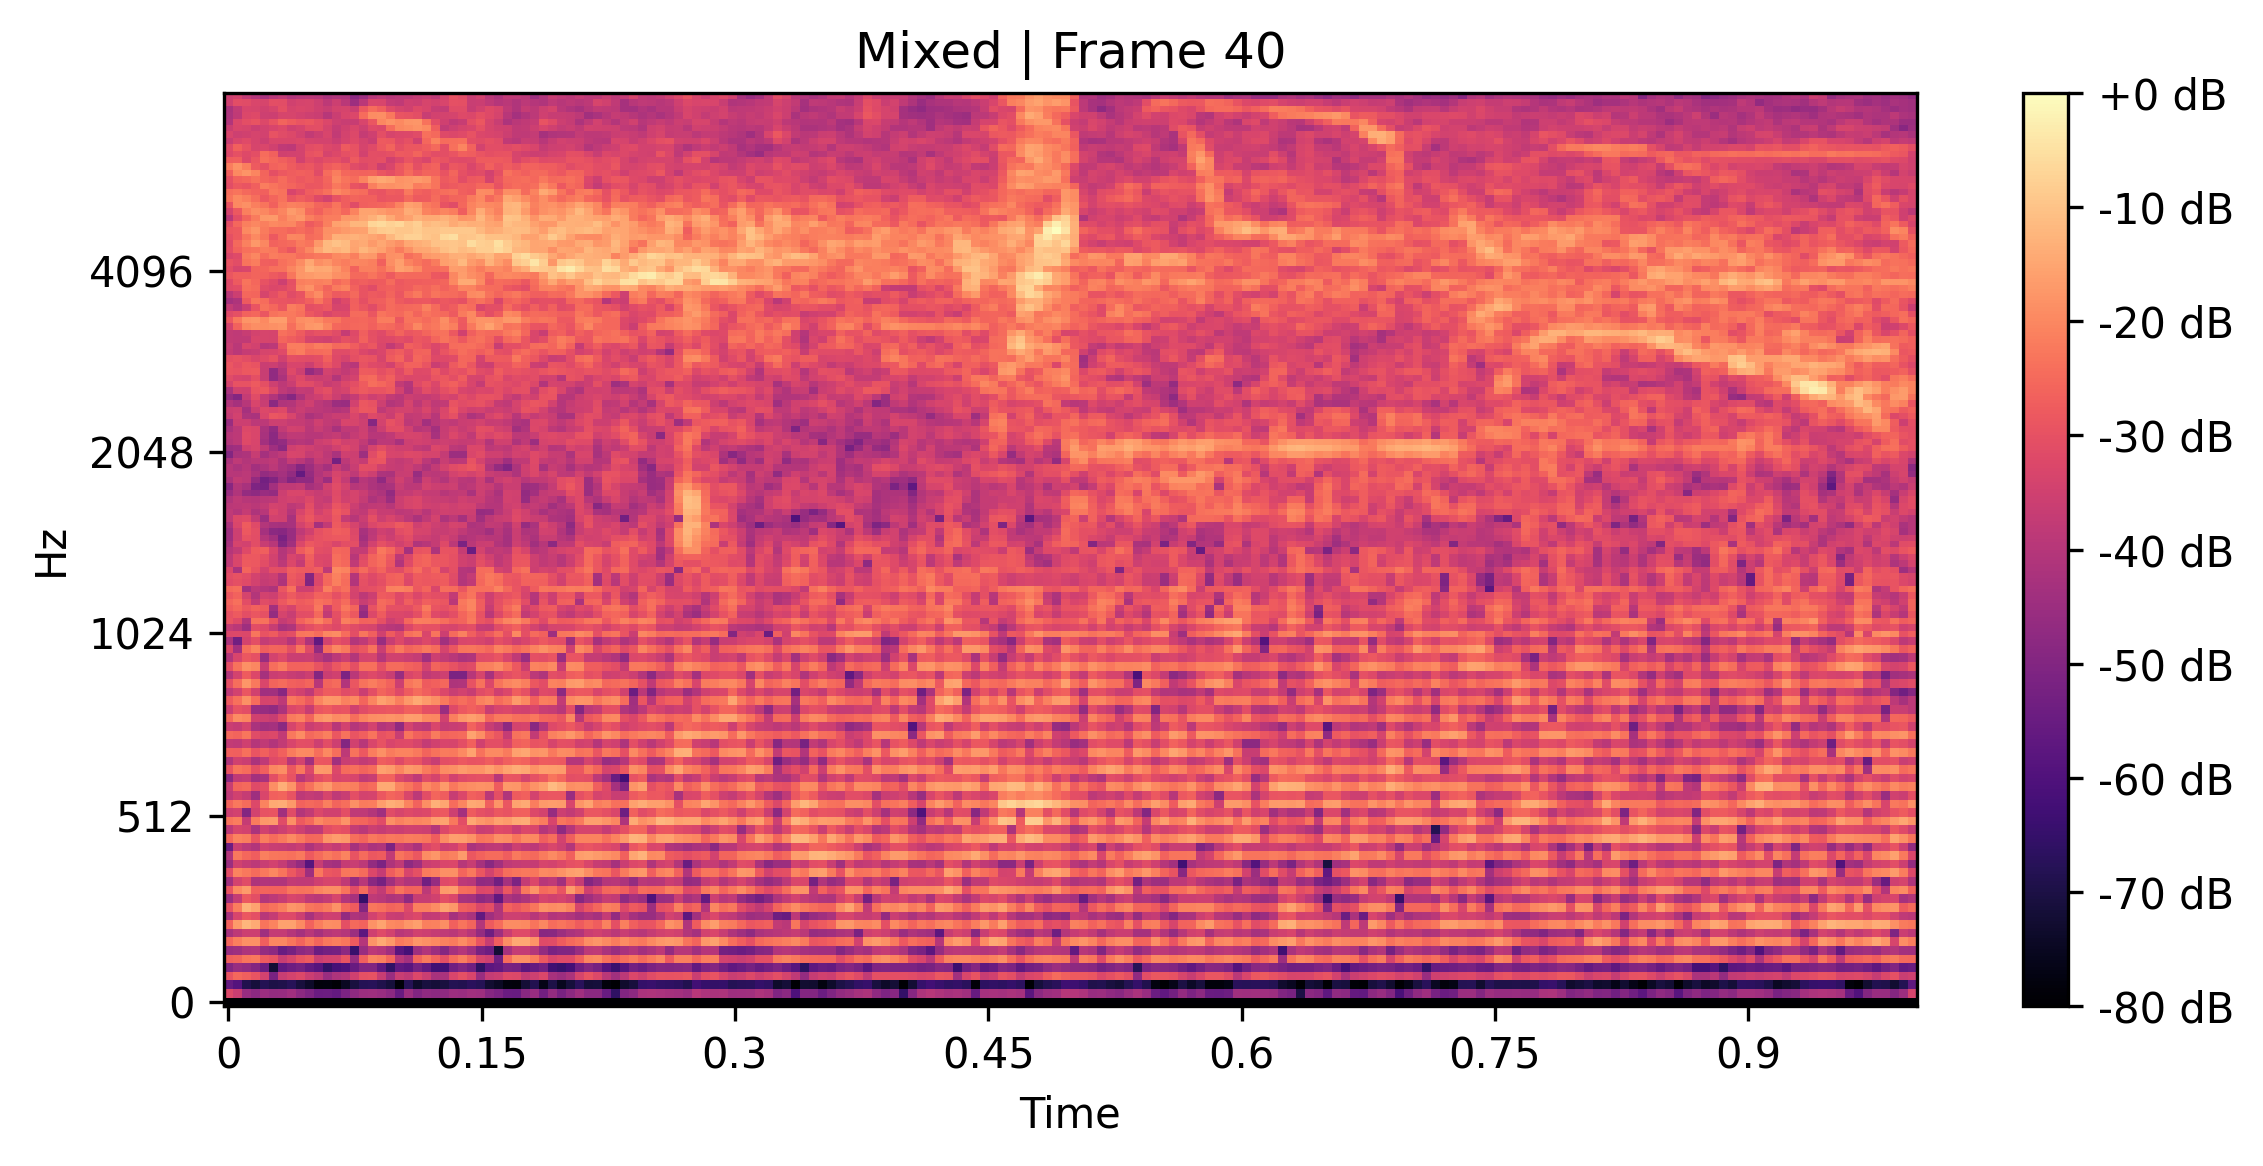 Mixed | Frame 40
Hz
4096
2048
1024
512
0
0
0.15
0.3
0.45
0.6
0.75
0.9
Time
+0 dB
-10 dB
-20 dB
-30 dB
-40 dB
-50 dB
-60 dB
-70 dB
-80 dB